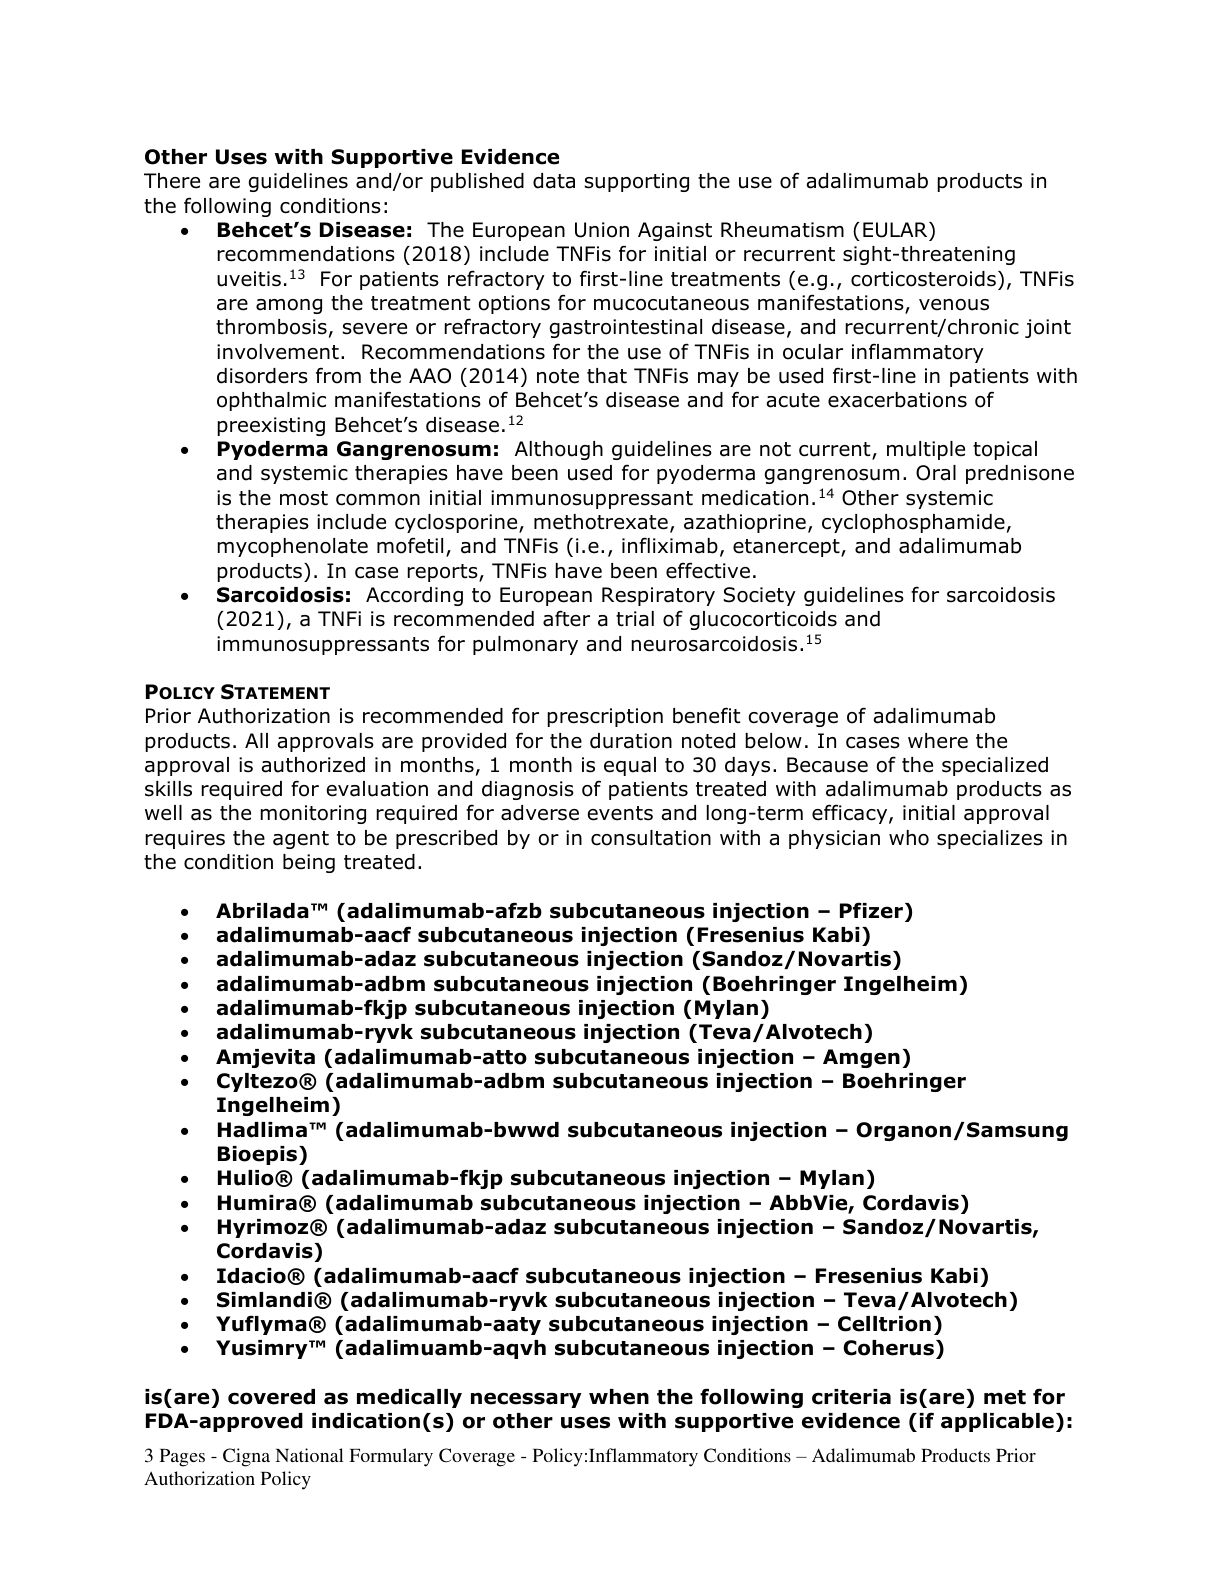 Other Uses with Supportive Evidence
There are guidelines and/or published data supporting the use of adalimumab products in
the following conditions:
• Behcet’s Disease:  The European Union Against Rheumatism (EULAR)
recommendations (2018) include TNFis for initial or recurrent sight-threatening
uveitis.13  For patients refractory to first-line treatments (e.g., corticosteroids), TNFis
are among the treatment options for mucocutaneous manifestations, venous
thrombosis, severe or refractory gastrointestinal disease, and recurrent/chronic joint
involvement.  Recommendations for the use of TNFis in ocular inflammatory
disorders from the AAO (2014) note that TNFis may be used first-line in patients with
ophthalmic manifestations of Behcet’s disease and for acute exacerbations of
preexisting Behcet’s disease.12
• Pyoderma Gangrenosum:  Although guidelines are not current, multiple topical
and systemic therapies have been used for pyoderma gangrenosum. Oral prednisone
is the most common initial immunosuppressant medication.14 Other systemic
therapies include cyclosporine, methotrexate, azathioprine, cyclophosphamide,
mycophenolate mofetil, and TNFis (i.e., infliximab, etanercept, and adalimumab
products). In case reports, TNFis have been effective.
• Sarcoidosis:  According to European Respiratory Society guidelines for sarcoidosis
(2021), a TNFi is recommended after a trial of glucocorticoids and
immunosuppressants for pulmonary and neurosarcoidosis.15
POLICY STATEMENT
Prior Authorization is recommended for prescription benefit coverage of adalimumab
products. All approvals are provided for the duration noted below. In cases where the
approval is authorized in months, 1 month is equal to 30 days. Because of the specialized
skills required for evaluation and diagnosis of patients treated with adalimumab products as
well as the monitoring required for adverse events and long-term efficacy, initial approval
requires the agent to be prescribed by or in consultation with a physician who specializes in
the condition being treated.
• Abrilada™ (adalimumab-afzb subcutaneous injection – Pfizer)
• adalimumab-aacf subcutaneous injection (Fresenius Kabi)
• adalimumab-adaz subcutaneous injection (Sandoz/Novartis)
• adalimumab-adbm subcutaneous injection (Boehringer Ingelheim)
• adalimumab-fkjp subcutaneous injection (Mylan)
• adalimumab-ryvk subcutaneous injection (Teva/Alvotech)
• Amjevita (adalimumab-atto subcutaneous injection – Amgen)
• Cyltezo® (adalimumab-adbm subcutaneous injection – Boehringer
Ingelheim)
• Hadlima™ (adalimumab-bwwd subcutaneous injection – Organon/Samsung
Bioepis)
• Hulio® (adalimumab-fkjp subcutaneous injection – Mylan)
• Humira® (adalimumab subcutaneous injection – AbbVie, Cordavis)
• Hyrimoz® (adalimumab-adaz subcutaneous injection – Sandoz/Novartis,
Cordavis)
• Idacio® (adalimumab-aacf subcutaneous injection – Fresenius Kabi)
• Simlandi® (adalimumab-ryvk subcutaneous injection – Teva/Alvotech)
• Yuflyma® (adalimumab-aaty subcutaneous injection – Celltrion)
• Yusimry™ (adalimuamb-aqvh subcutaneous injection – Coherus)
is(are) covered as medically necessary when the following criteria is(are) met for
FDA-approved indication(s) or other uses with supportive evidence (if applicable):
3 Pages - Cigna National Formulary Coverage - Policy:Inflammatory Conditions – Adalimumab Products Prior
Authorization Policy